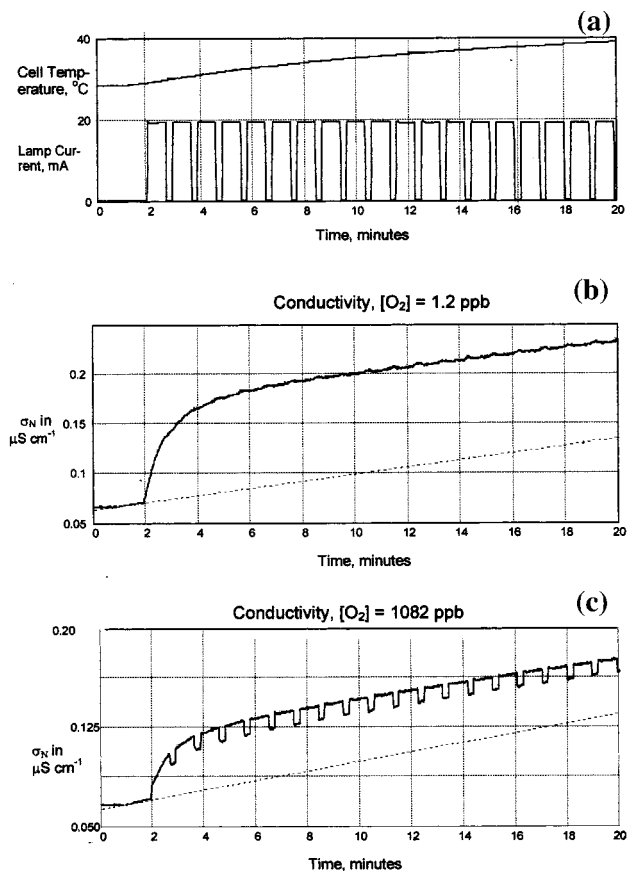 (a)
40
Cell Temp-
erature, °C
20
Lamp Cur-
rent, mA
0
0 2 4 6 8 10 12 14 16 18 20
Time, minutes
(b)
Conductivity, [O2] = 1.2 ppb
0.2
σN in
μS cm-1
0.15
0.1
0.05
0 2 4 6 8 10 12 14 16 18 20
Time, minutes
(c)
Conductivity, [O2] = 1082 ppb
0.20
0.125
σN in
μS cm-1
0.050
0 2 4 6 8 10 12 14 16 18 20
Time, minutes